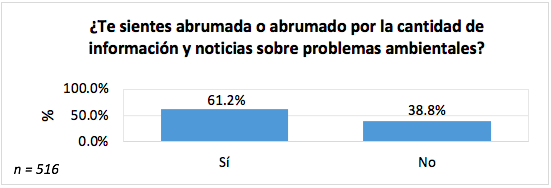 ¿Te sientes abrumada o abrumado por la cantidad de
información y noticias sobre problemas ambientales?
100.0%
50.0%
0.0%
%
61.2%
38.8%
Sí
No
n = 516